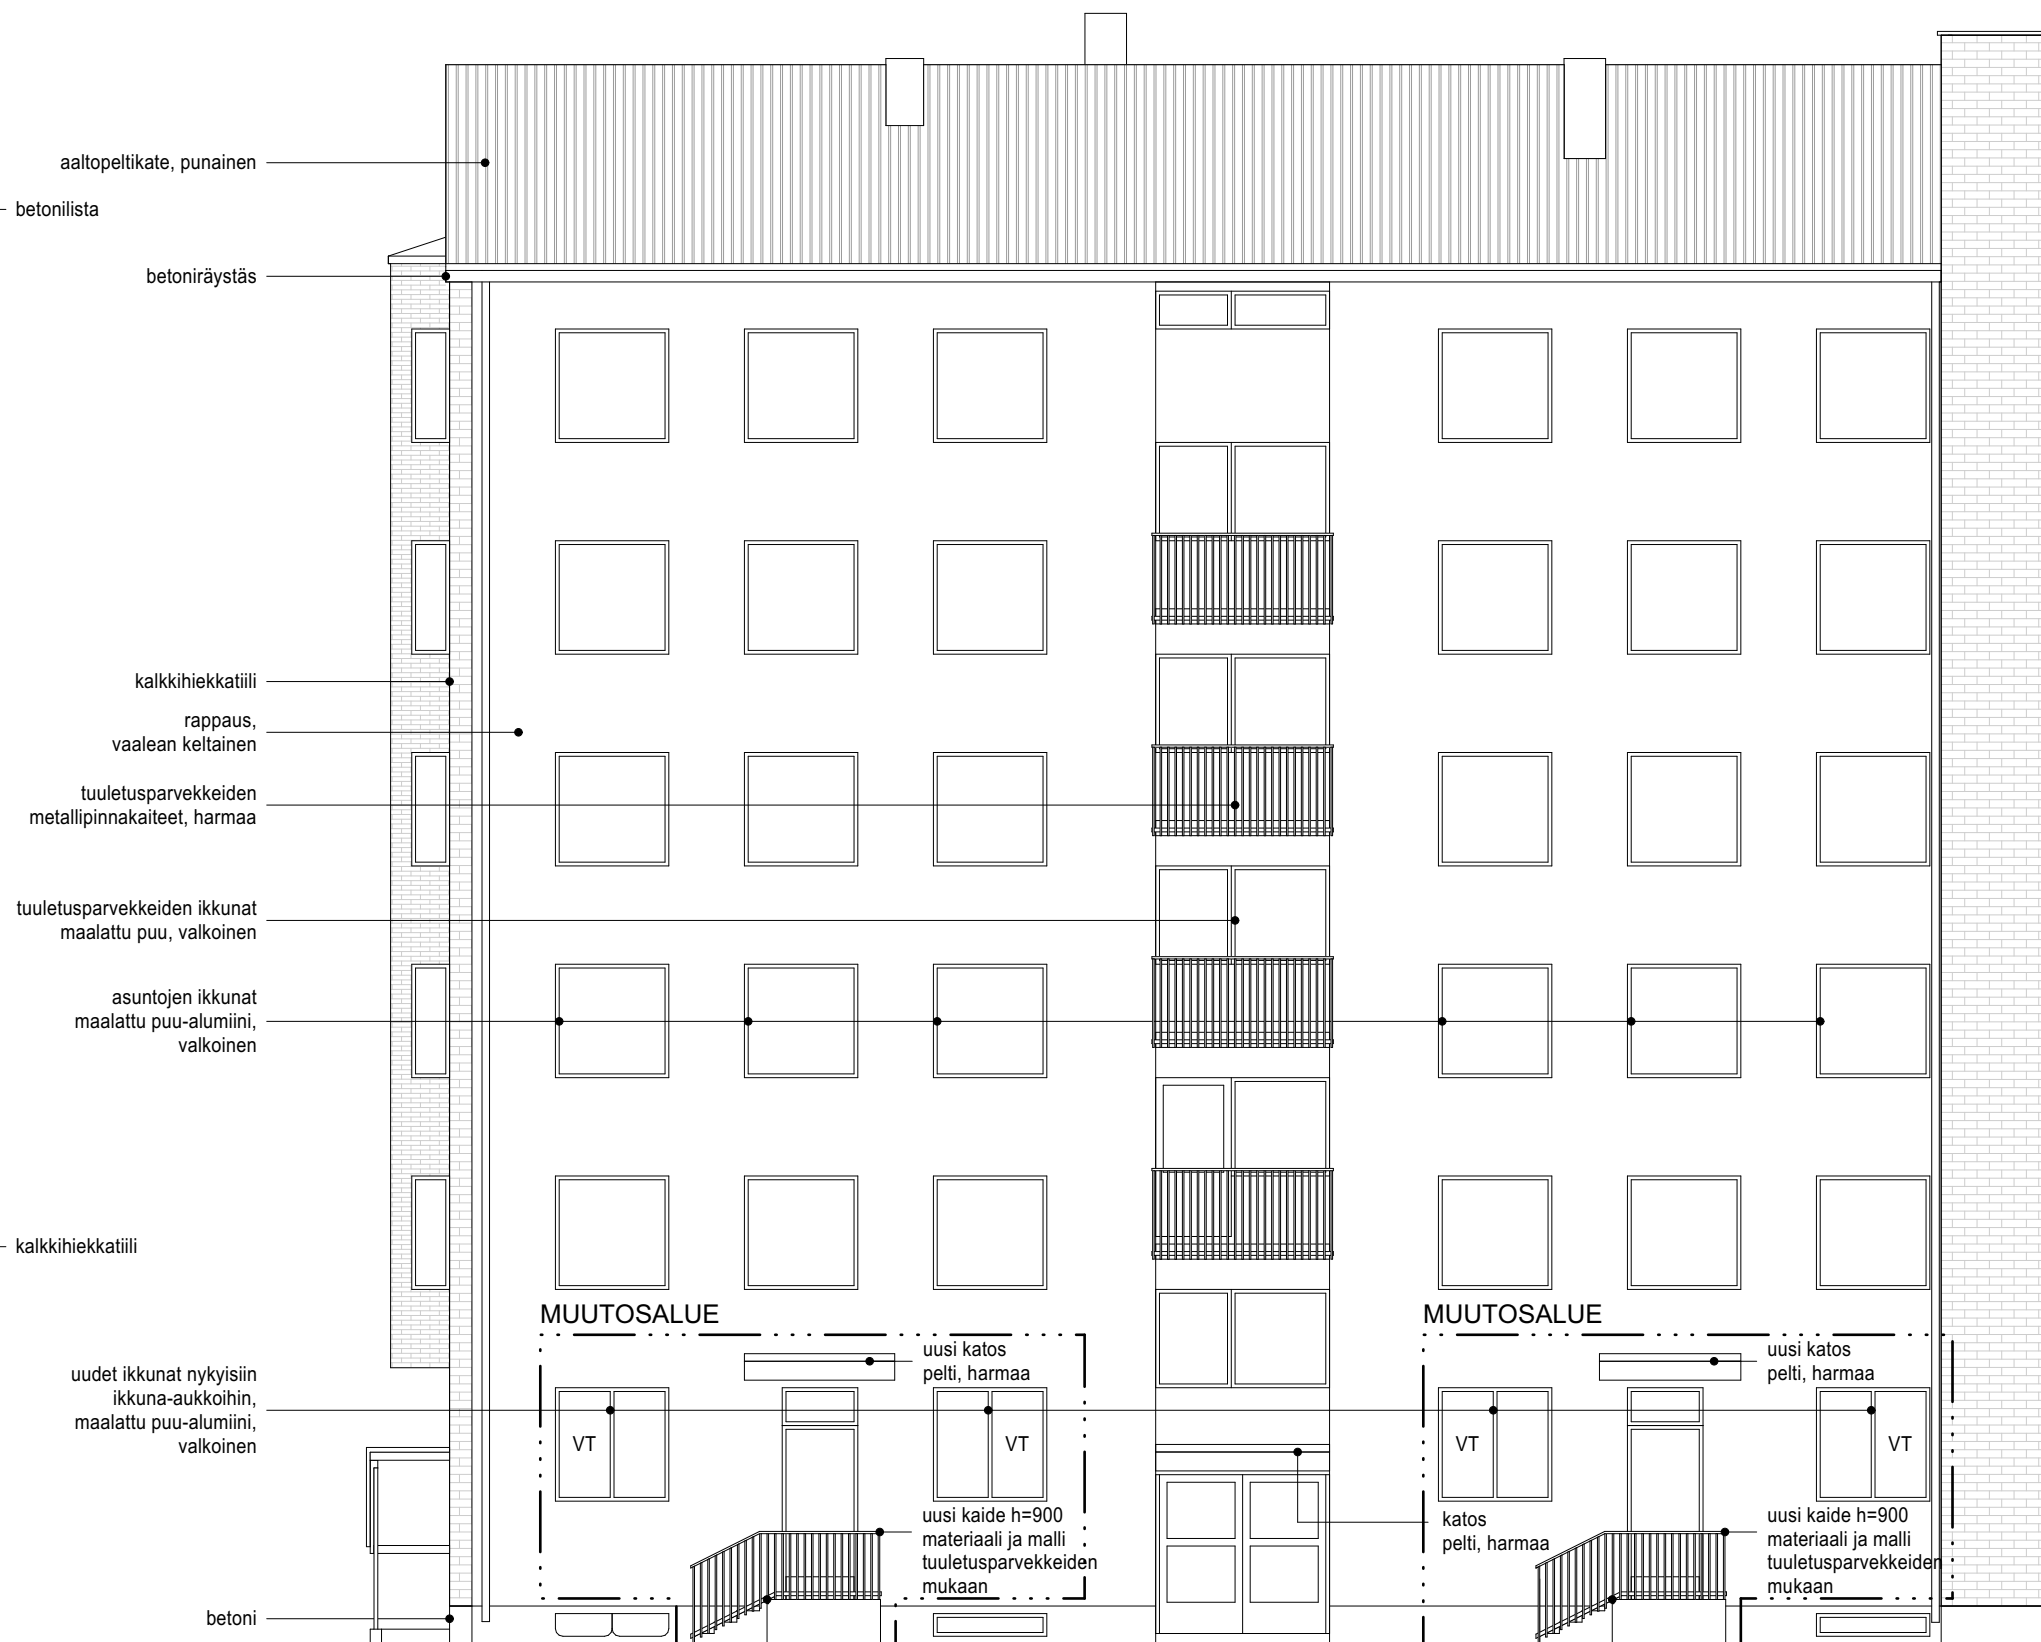 aaltopeltikate, punainen
betonilista
betoniräystäs
kalkkihiekkatiili
rappaus,
vaalean keltainen
tuuletusparvekkeiden
metallipinnakaiteet, harmaa
tuuletusparvekkeiden ikkunat
maalattu puu, valkoinen
asuntojen ikkunat
maalattu puu-alumiini,
valkoinen
kalkkihiekkatiili
MUUTOSALUE
MUUTOSALUE
uusi katos
pelti, harmaa
uusi katos
pelti, harmaa
uudet ikkunat nykyisiin
ikkuna-aukkoihin,
maalattu puu-alumiini,
valkoinen
VT
VT
VT
VT
uusi kaide h=900
materiaali ja malli
tuuletusparvekkeiden
mukaan
katos
pelti, harmaa
uusi kaide h=900
materiaali ja malli
tuuletusparvekkeiden
mukaan
betoni